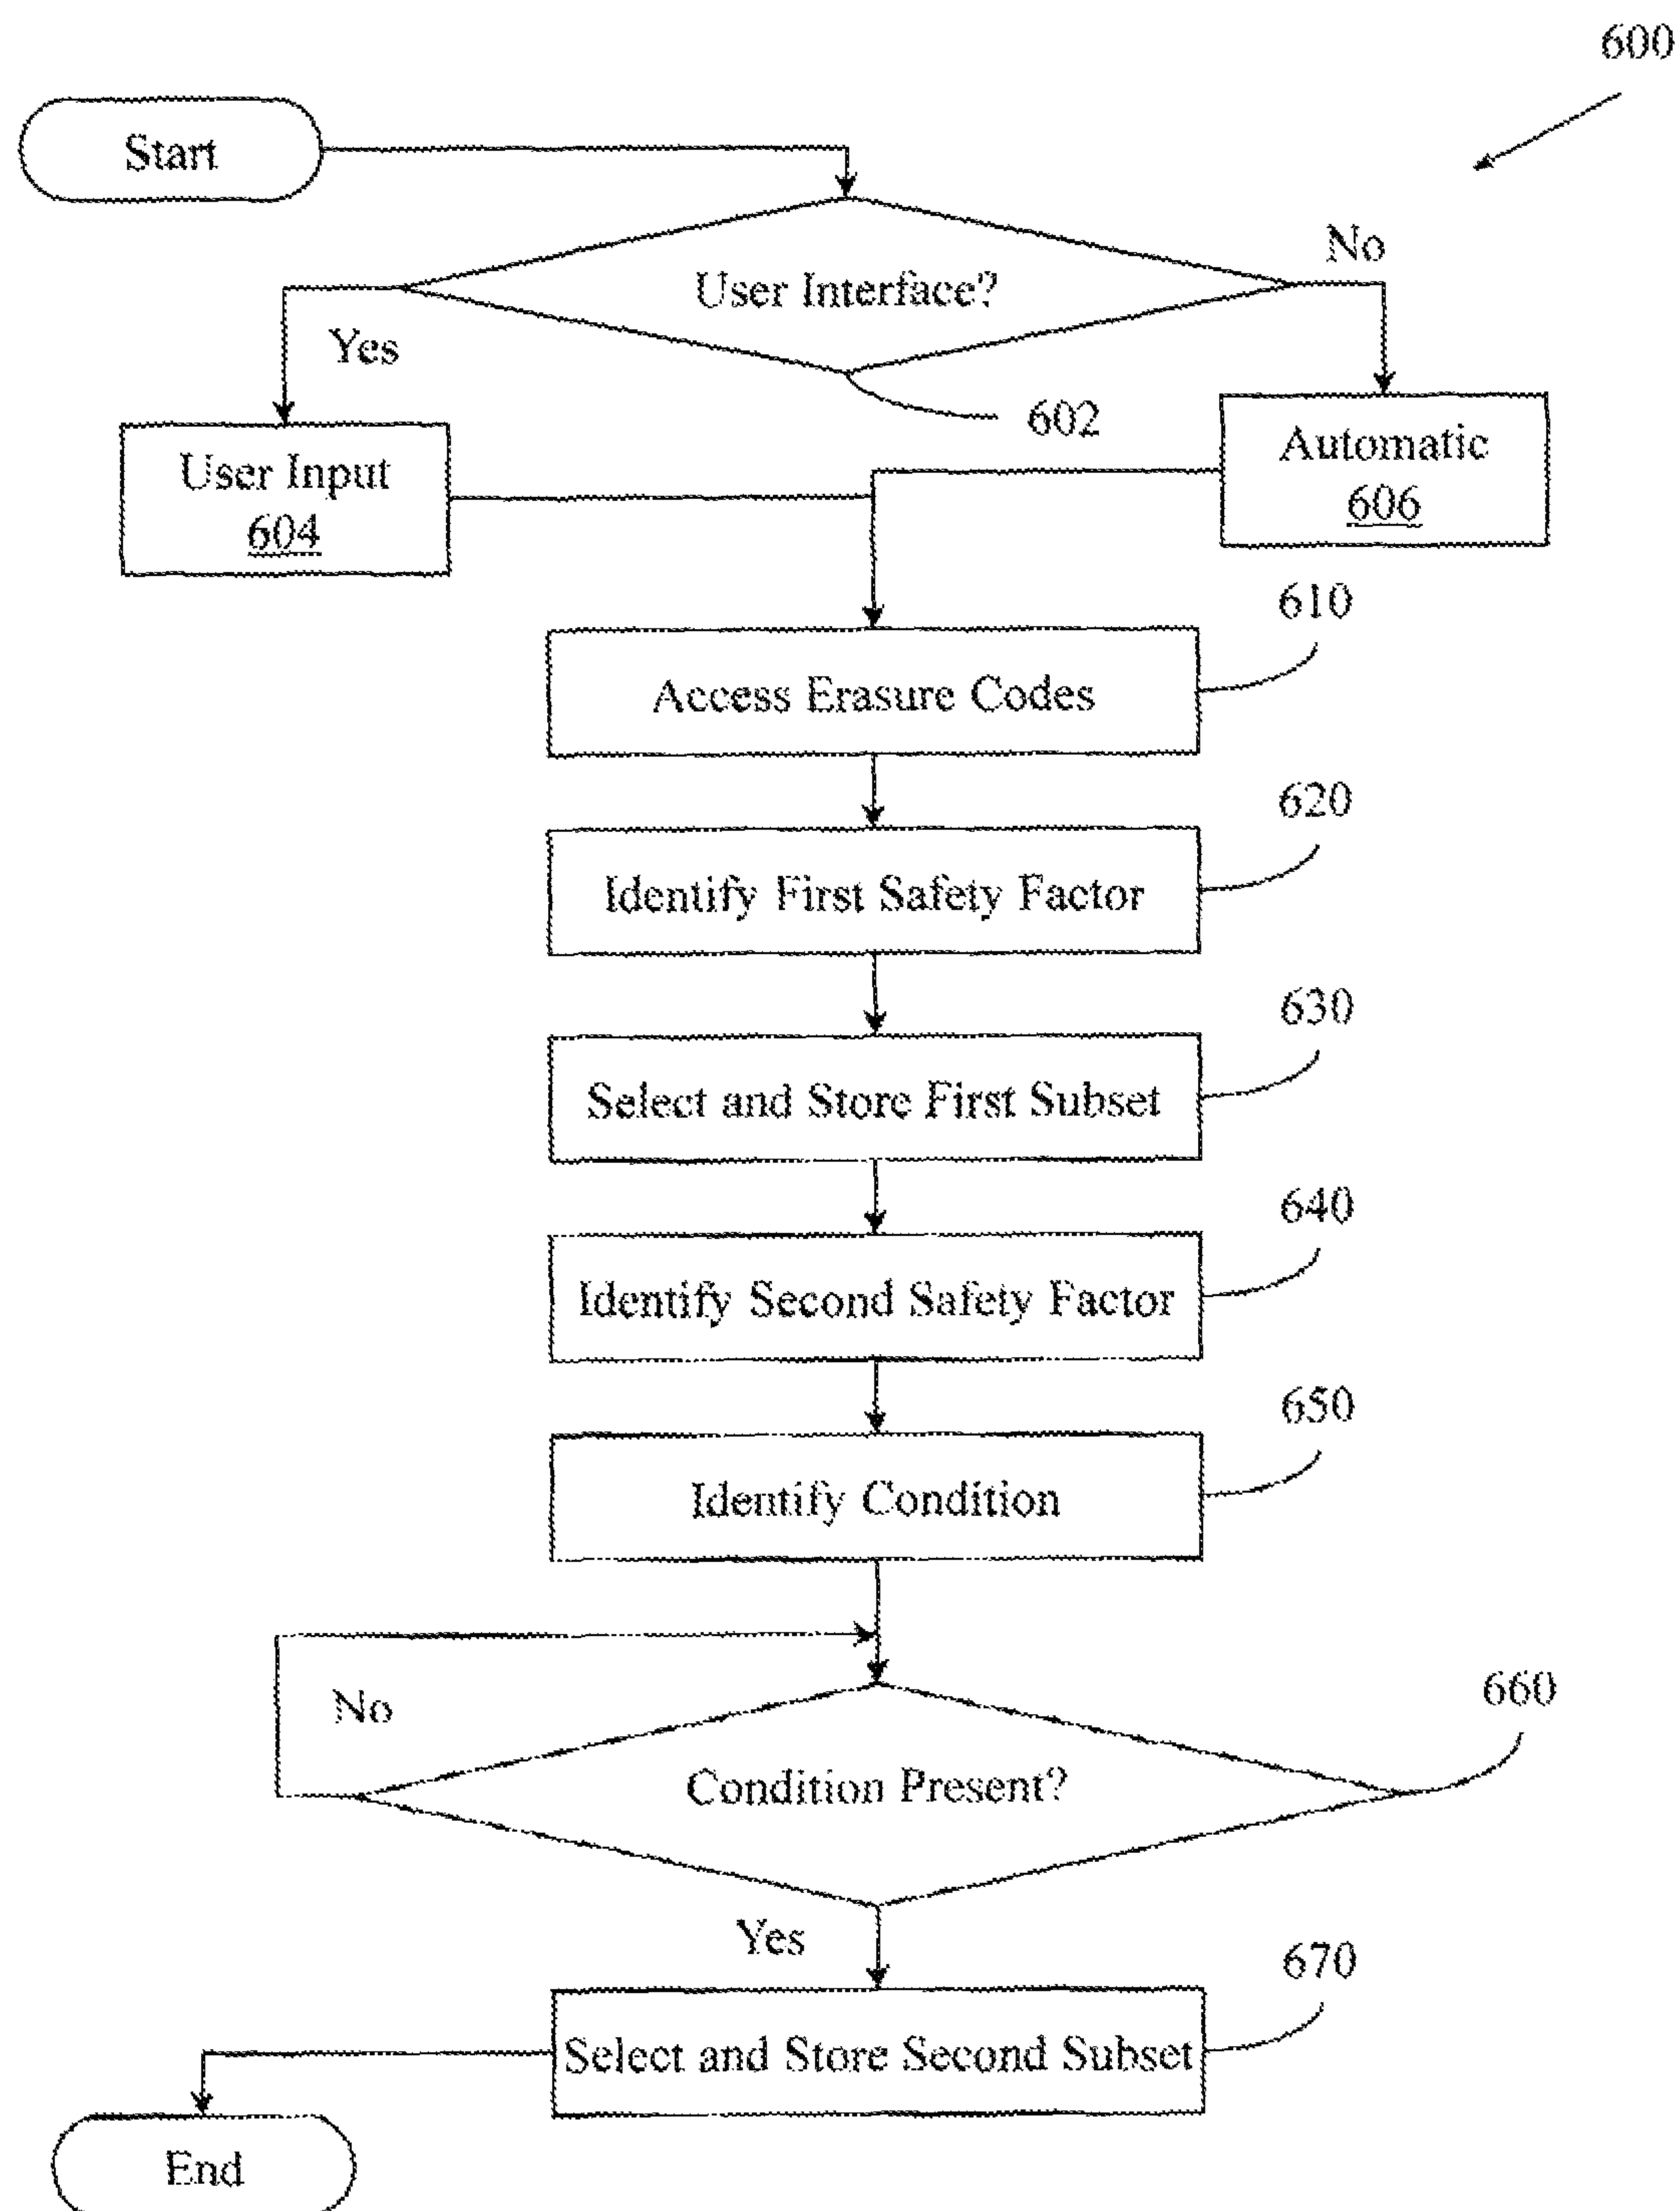 600
Start
No
User Interface?
Yes
602
User Input
604
Automatic
606
610
Access Erasure Codes
620
Identify First Safety Factor
630
Select and Store First Subset
640
Identify Second Safety Factor
650
Identify Condition
No
660
Condition Present?
Yes
670
Select and Store Second Subset
End